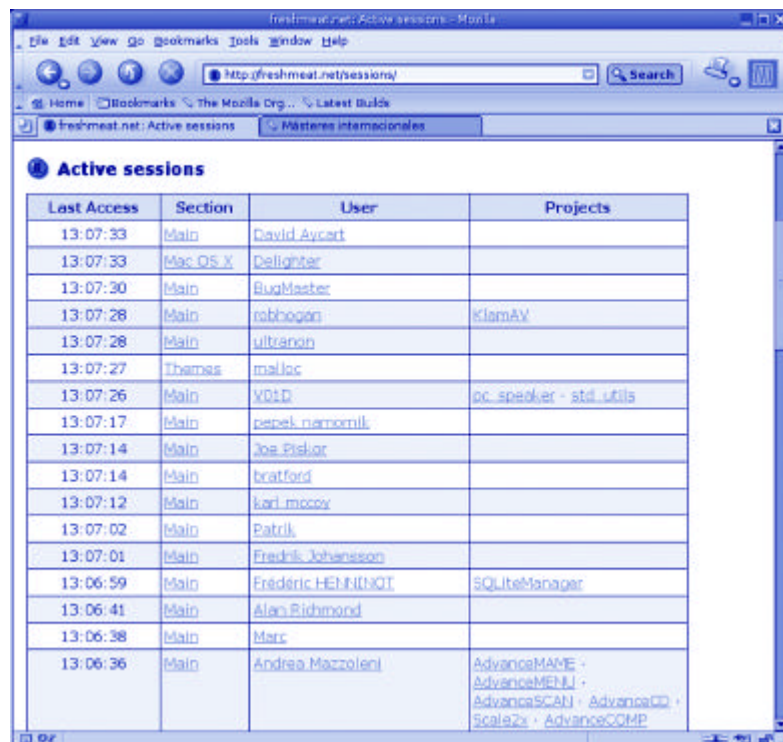 freshmeat.net: Active sessions - Mozilla
File Edit View Go Bookmarks Tools Window Help
http://freshmeat.net/sessions/ Search
Home Bookmarks The Mozilla Org... Latest Builds
freshmeat.net: Active sessions Másteres internacionales
Active sessions
Last Access Section User Projects
13:07:33 Main David Aycart
13:07:33 Mac OS X Delighter
13:07:30 Main BugMaster
13:07:28 Main robhogan KlamAV
13:07:28 Main ultranon
13:07:27 Themes malloc
13:07:26 Main V01D pc_speaker · std_utils
13:07:17 Main pepek namornik
13:07:14 Main Joe Piskor
13:07:14 Main bratford
13:07:12 Main karl mccoy
13:07:02 Main Patrik
13:07:01 Main Fredrik Johansson
13:06:59 Main Frédéric HENNINOT SQLiteManager
13:06:41 Main Alan Richmond
13:06:38 Main Marc
13:06:36 Main Andrea Mazzoleni AdvanceMAME ·
AdvanceMENU ·
AdvanceSCAN · AdvanceCD ·
Scale2x · AdvanceCOMP